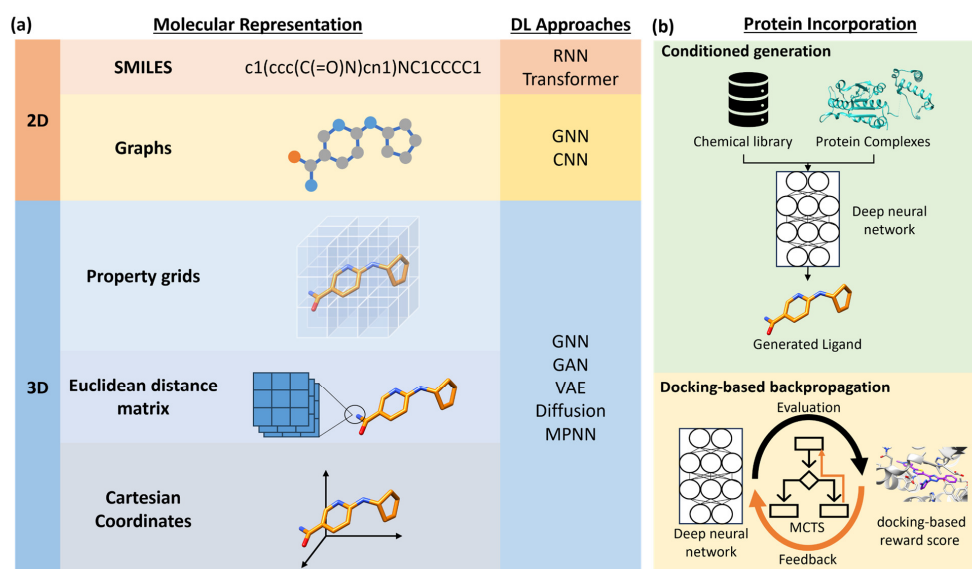 (a)
Molecular Representation
DL Approaches
2D
SMILES
c1(ccc(C(=O)N)cn1)NC1CCCC1
RNN
Transformer
Graphs
GNN
CNN
3D
Property grids
Euclidean distance
matrix
Cartesian
Coordinates
GNN
GAN
VAE
Diffusion
MPNN
(b)
Protein Incorporation
Conditioned generation
Chemical library
Protein Complexes
Deep neural
network
Generated Ligand
Docking-based backpropagation
Evaluation
MCTS
Deep neural
network
Feedback
docking-based
reward score